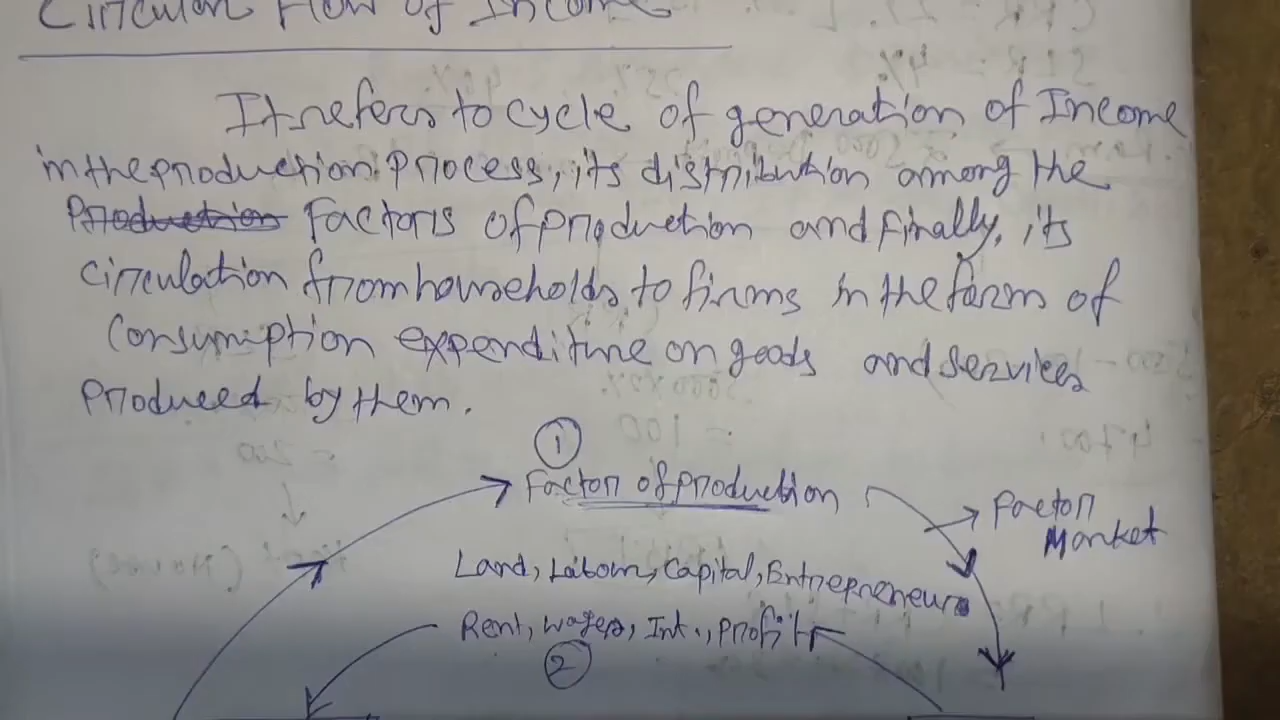 Circular Flow of Income
It refers to cycle of generation of Income
in the production process, its distribution among the
Production Factors of production and finally, its
circulation from households to firms in the form of
Consumption expenditure on goods and services
Produced by them.
1
Factor of production
Factor
Market
Land, Labour, Capital, Entrepreneur
Rent, wages, Int., profit
2